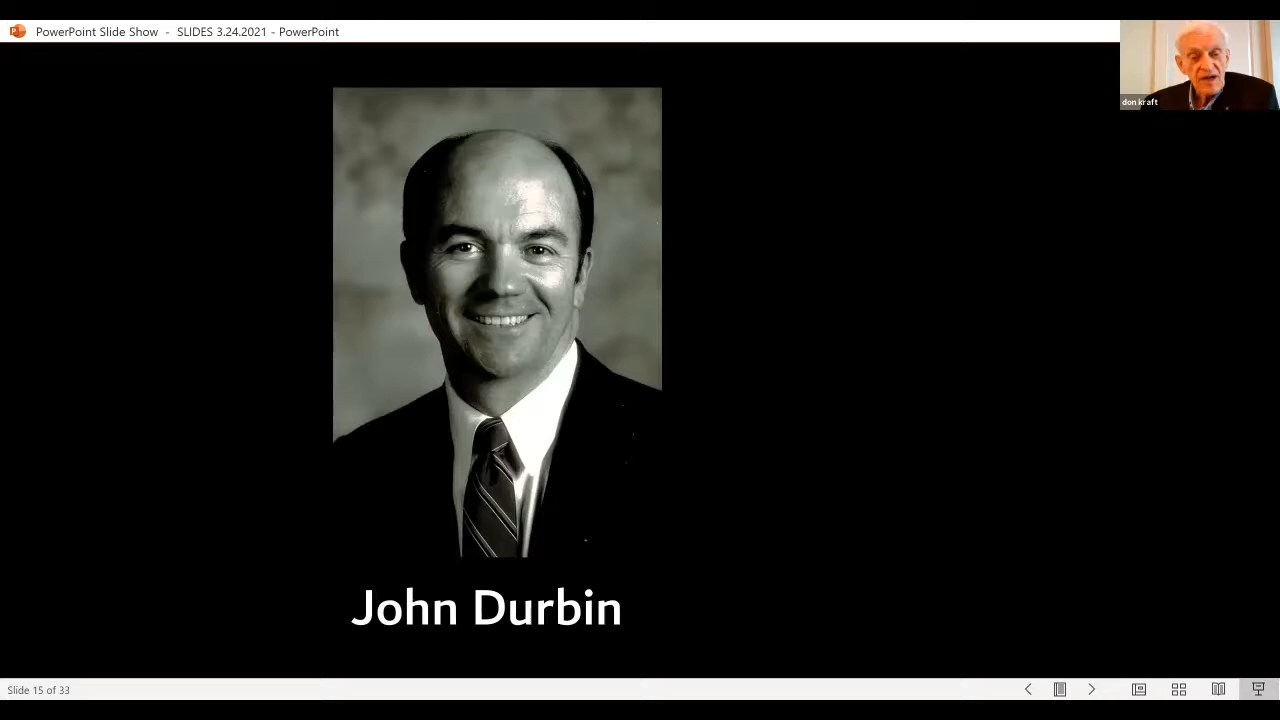 PowerPoint Slide Show - SLIDES 3.24.2021 - PowerPoint
don kraft
John Durbin
Slide 15 of 33